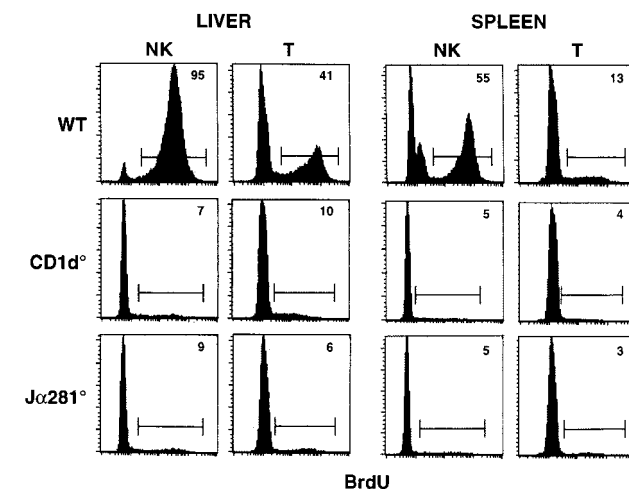 LIVER SPLEEN
NK T NK T
WT 95 41 55 13
CD1d° 7 10 5 4
Jα281° 9 6 5 3
BrdU